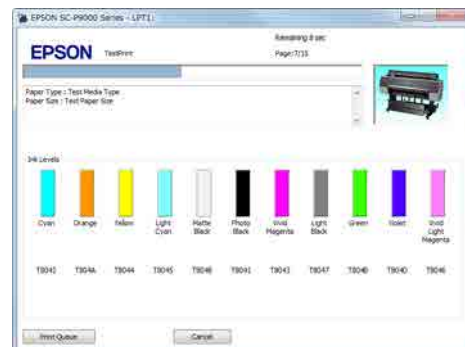 EPSON SC-P9000 Series - LPT1:
Remaining 8 sec
EPSON TestPrint Page:7/15
Paper Type : Test Media Type
Paper Size : Test Paper Size
Ink Levels
Cyan Orange Yellow Light Cyan Matte Black Photo Black Vivid Magenta Light Black Green Violet Vivid Light Magenta
T8042 T804A T8044 T8045 T8048 T8041 T8043 T8047 T804B T804D T8046
Print Queue Cancel